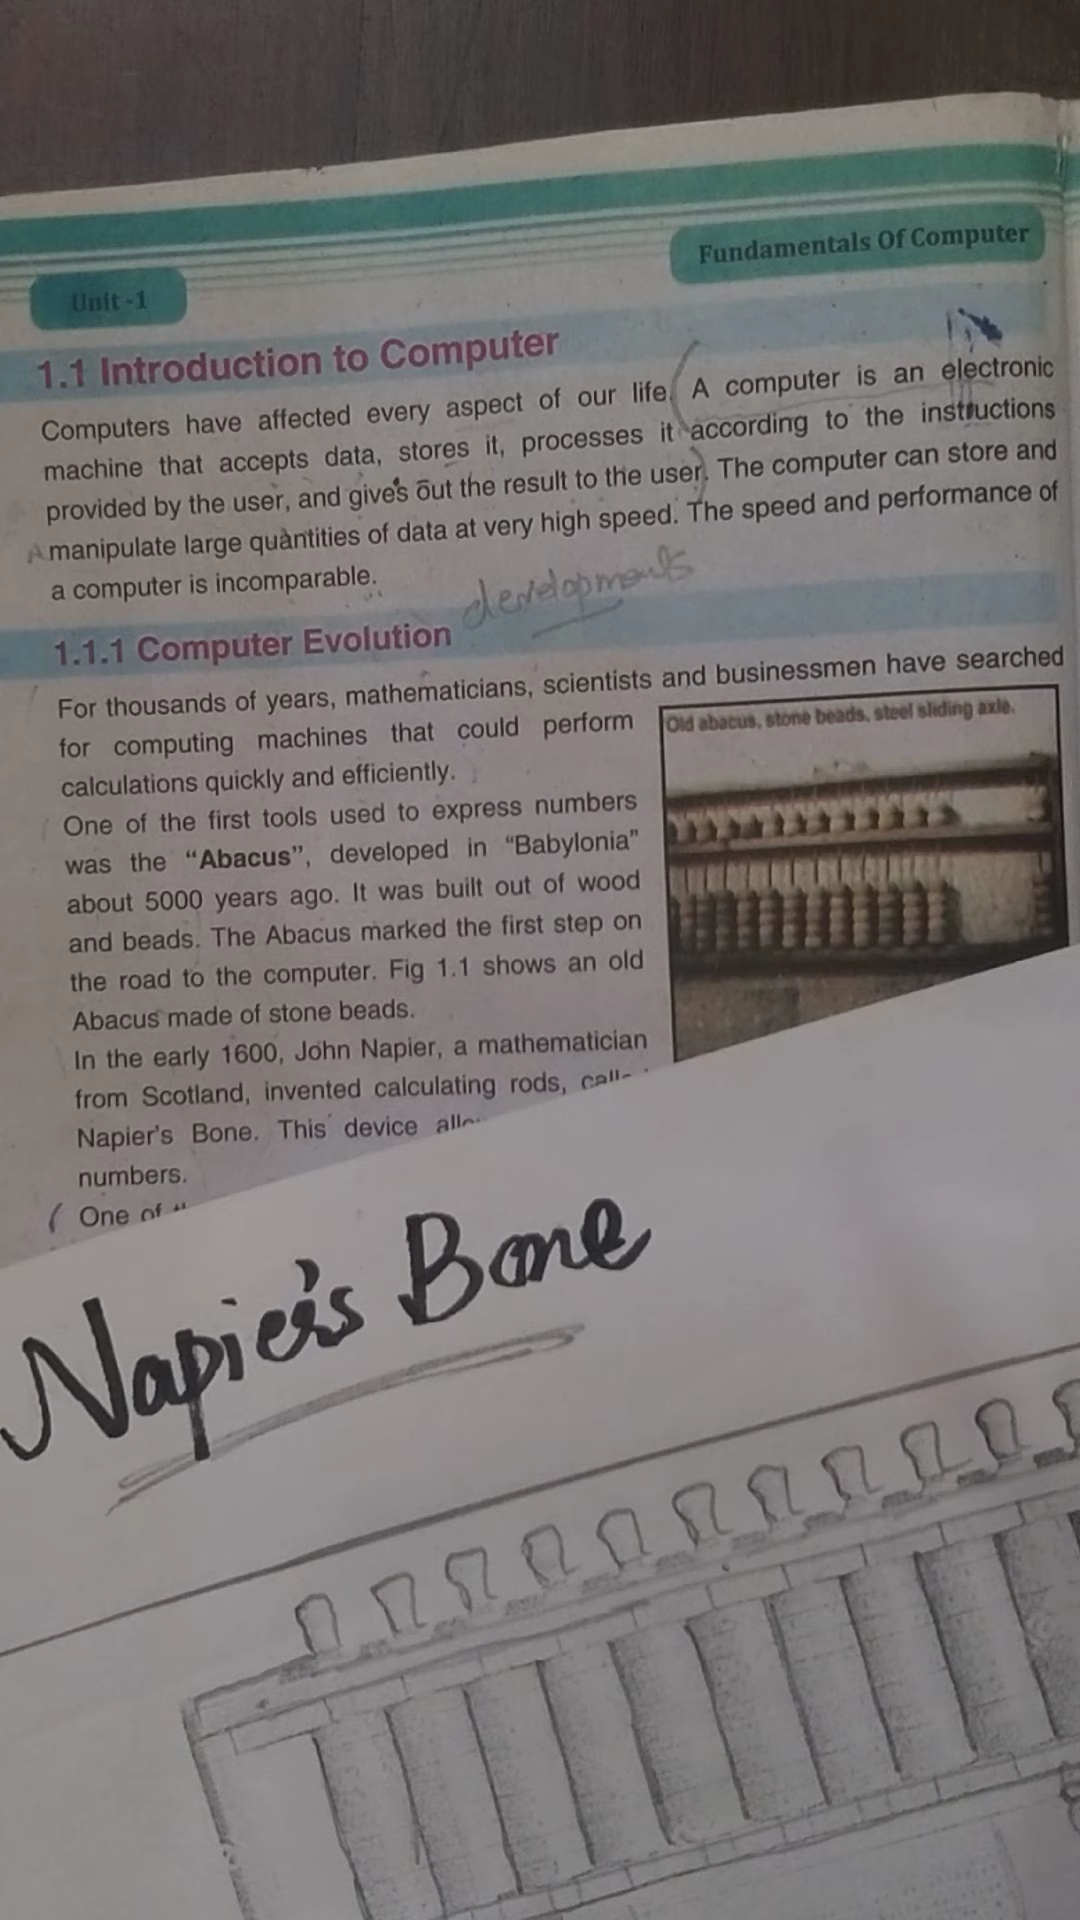 Fundamentals Of Computer
Unit -1
1.1 Introduction to Computer
Computers have affected every aspect of our life. A computer is an electronic
machine that accepts data, stores it, processes it according to the instructions
provided by the user, and gives out the result to the user. The computer can store and
manipulate large quantities of data at very high speed. The speed and performance of
a computer is incomparable.
developments
1.1.1 Computer Evolution
For thousands of years, mathematicians, scientists and businessmen have searched
for computing machines that could perform
calculations quickly and efficiently.
Old abacus, stone beads, steel sliding axle.
One of the first tools used to express numbers
was the “Abacus”, developed in “Babylonia”
about 5000 years ago. It was built out of wood
and beads. The Abacus marked the first step on
the road to the computer. Fig 1.1 shows an old
Abacus made of stone beads.
In the early 1600, John Napier, a mathematician
from Scotland, invented calculating rods,
Napier's Bone. This device
numbers.
One of
Napier's Bone